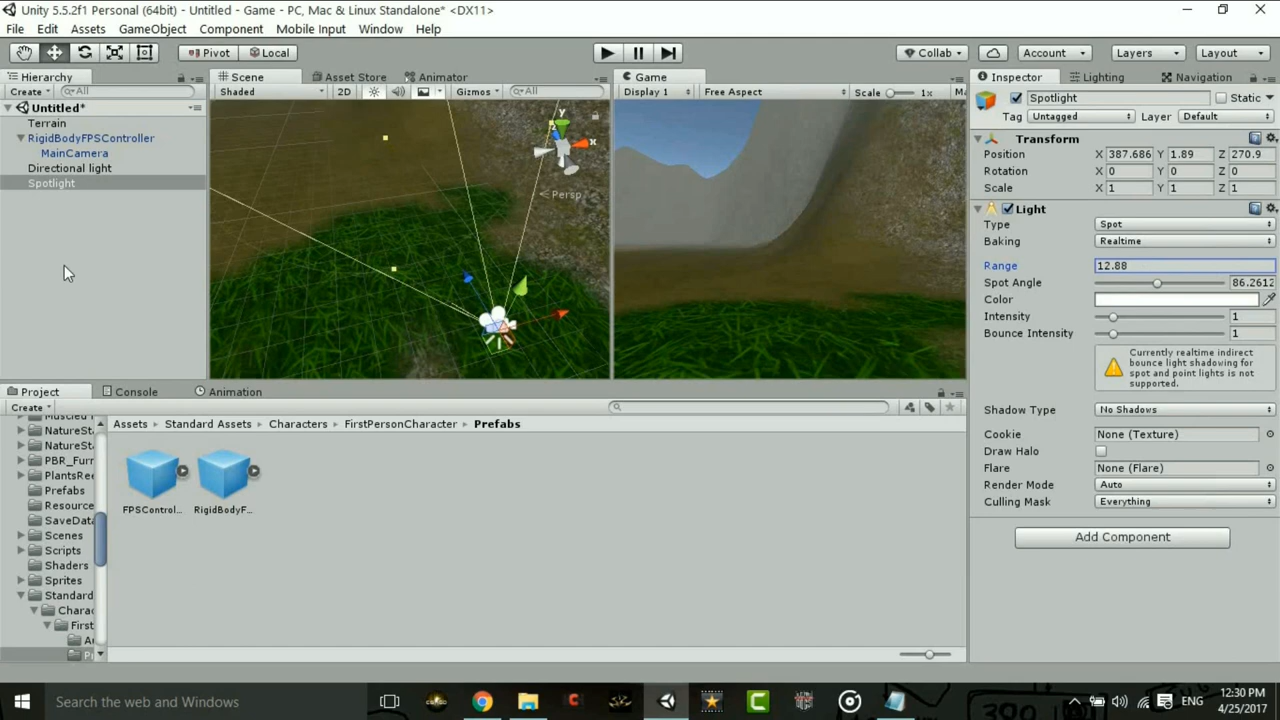 Unity 5.5.2f1 Personal (64bit) - Untitled - Game - PC, Mac & Linux Standalone* <DX11>
File Edit Assets GameObject Component Mobile Input Window Help
Pivot Local Collab Account Layers Layout
Hierarchy Scene Asset Store Animator Game Inspector Lighting Navigation
Create All Shaded 2D Gizmos All Display 1 Free Aspect Scale 1x Ma
Untitled*
Terrain
RigidBodyFPSController
MainCamera
Directional light
Spotlight
y
x
z
Persp
Spotlight Static
Tag Untagged Layer Default
Transform
Position X 387.686 Y 1.89 Z 270.9
Rotation X 0 Y 0 Z 0
Scale X 1 Y 1 Z 1
Light
Type Spot
Baking Realtime
Range 12.88
Spot Angle 86.2612
Color
Intensity 1
Bounce Intensity 1
Currently realtime indirect
bounce light shadowing for
spot and point lights is not
supported.
Shadow Type No Shadows
Cookie None (Texture)
Draw Halo
Flare None (Flare)
Render Mode Auto
Culling Mask Everything
Add Component
Project Console Animation
Create
Muscled
NatureSta
NatureSta
PBR_Furr
PlantsRee
Prefabs
Resource
SaveData
Scenes
Scripts
Shaders
Sprites
Standard
Charac
First
Assets Standard Assets Characters FirstPersonCharacter Prefabs
FPSControl... RigidBodyF...
Search the web and Windows
ENG
12:30 PM
4/25/2017